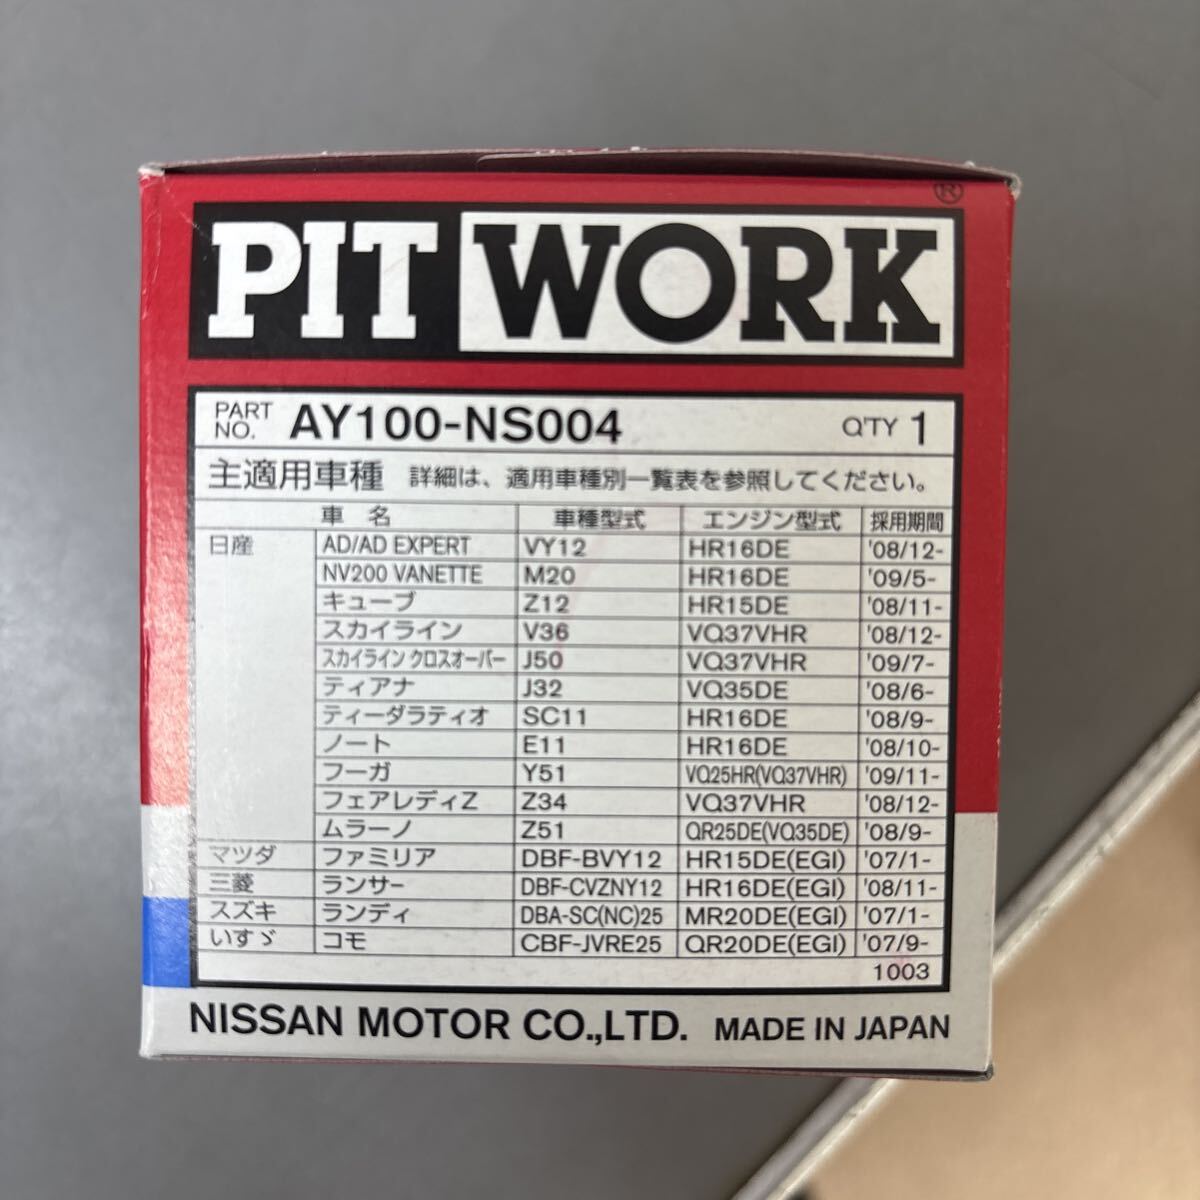 ®
PIT WORK
PART NO. AY100-NS004 Q'TY 1
主適用車種 詳細は、適用車種別一覧表を参照してください。
車名 車種型式 エンジン型式 採用期間
日産 AD/AD EXPERT VY12 HR16DE '08/12-
NV200 VANETTE M20 HR16DE '09/5-
キューブ Z12 HR15DE '08/11-
スカイライン V36 VQ37VHR '08/12-
スカイライン クロスオーバー J50 VQ37VHR '09/7-
ティアナ J32 VQ35DE '08/6-
ティーダラティオ SC11 HR16DE '08/9-
ノート E11 HR16DE '08/10-
フーガ Y51 VQ25HR(VQ37VHR) '09/11-
フェアレディZ Z34 VQ37VHR '08/12-
ムラーノ Z51 QR25DE(VQ35DE) '08/9-
マツダ ファミリア DBF-BVY12 HR15DE(EGI) '07/1-
三菱 ランサー DBF-CVZNY12 HR16DE(EGI) '08/11-
スズキ ランディ DBA-SC(NC)25 MR20DE(EGI) '07/1-
いすゞ コモ CBF-JVRE25 QR20DE(EGI) '07/9-
1003
NISSAN MOTOR CO.,LTD. MADE IN JAPAN